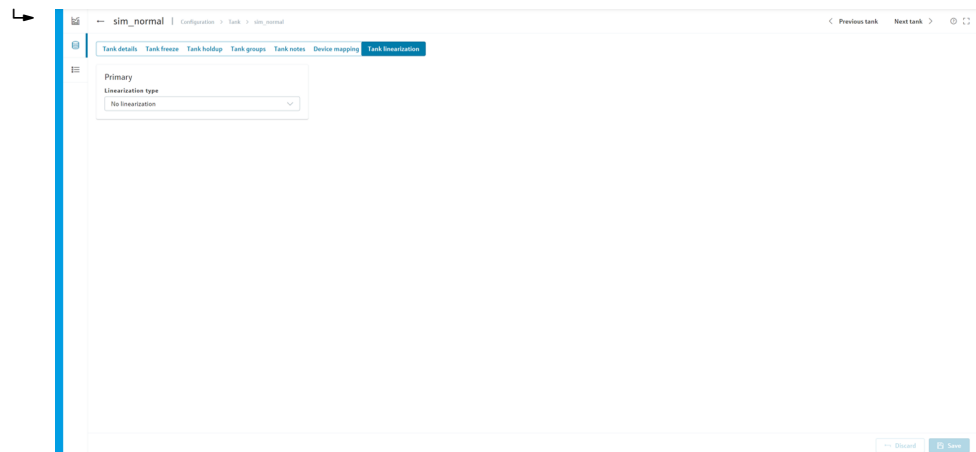 sim_normal | Configuration > Tank > sim_normal
Previous tank Next tank
Tank details Tank freeze Tank holdup Tank groups Tank notes Device mapping Tank linearization
Primary
Linearization type
No linearization
Discard Save